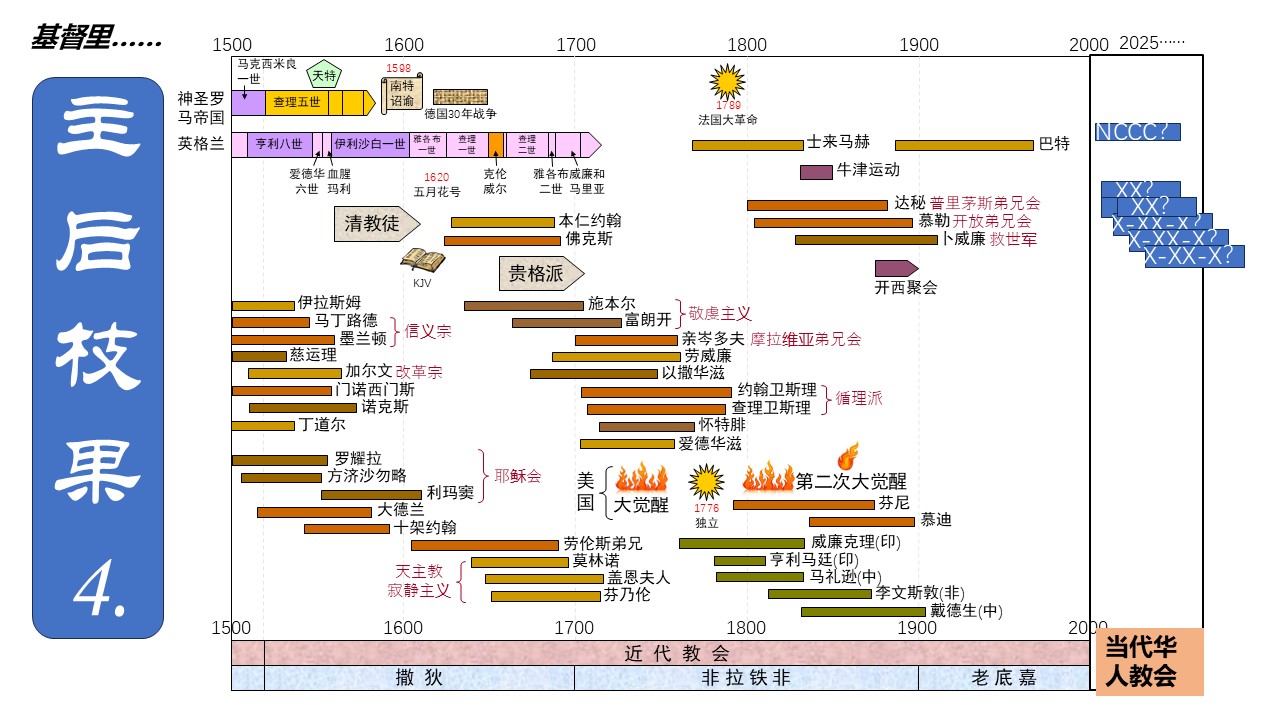 基督里……
主后枝果 4.
1500 1600 1700 1800 1900 2000 2025……
马克西米良
一世
天特
1598
南特
诏谕
1789
法国大革命
神圣罗
马帝国
查理五世
德国30年战争
英格兰
亨利八世
伊利沙白一世
雅各布
一世
查理
一世
查理
二世
士来马赫
巴特
NCCC?
爱德华
六世
血腥
玛利
1620
五月花号
克伦
威尔
雅各布
二世
威廉和
马里亚
牛津运动
XX?
XX?
X-XX-X?
X-XX-X?
X-XX-X?
清教徒
本仁约翰
佛克斯
达秘 普里茅斯弟兄会
慕勒 开放弟兄会
卜威廉 救世军
KJV
贵格派
开西聚会
伊拉斯姆
马丁路德
墨兰顿
信义宗
慈运理
加尔文 改革宗
门诺西门斯
诺克斯
丁道尔
施本尔
富朗开
敬虔主义
亲岑多夫 摩拉维亚弟兄会
劳威廉
以撒华滋
约翰卫斯理
查理卫斯理
循理派
怀特腓
爱德华滋
罗耀拉
方济沙勿略
利玛窦
耶稣会
大德兰
十架约翰
美
国
大觉醒
1776
独立
第二次大觉醒
芬尼
慕迪
劳伦斯弟兄
莫林诺
盖恩夫人
芬乃伦
天主教
寂静主义
威廉克理(印)
亨利马廷(印)
马礼逊(中)
李文斯敦(非)
戴德生(中)
1500 1600 1700 1800 1900 2000
近 代 教 会
撒 狄 非 拉 铁 非 老 底 嘉
当代华
人教会